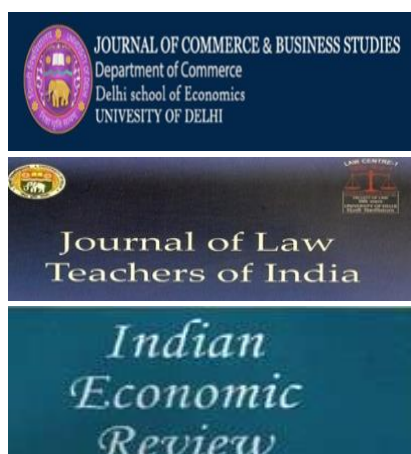 JOURNAL OF COMMERCE & BUSINESS STUDIES
Department of Commerce
Delhi school of Economics
UNIVESITY OF DELHI
LAW CENTRE-1
Journal of Law
Teachers of India
Indian
Economic
Review